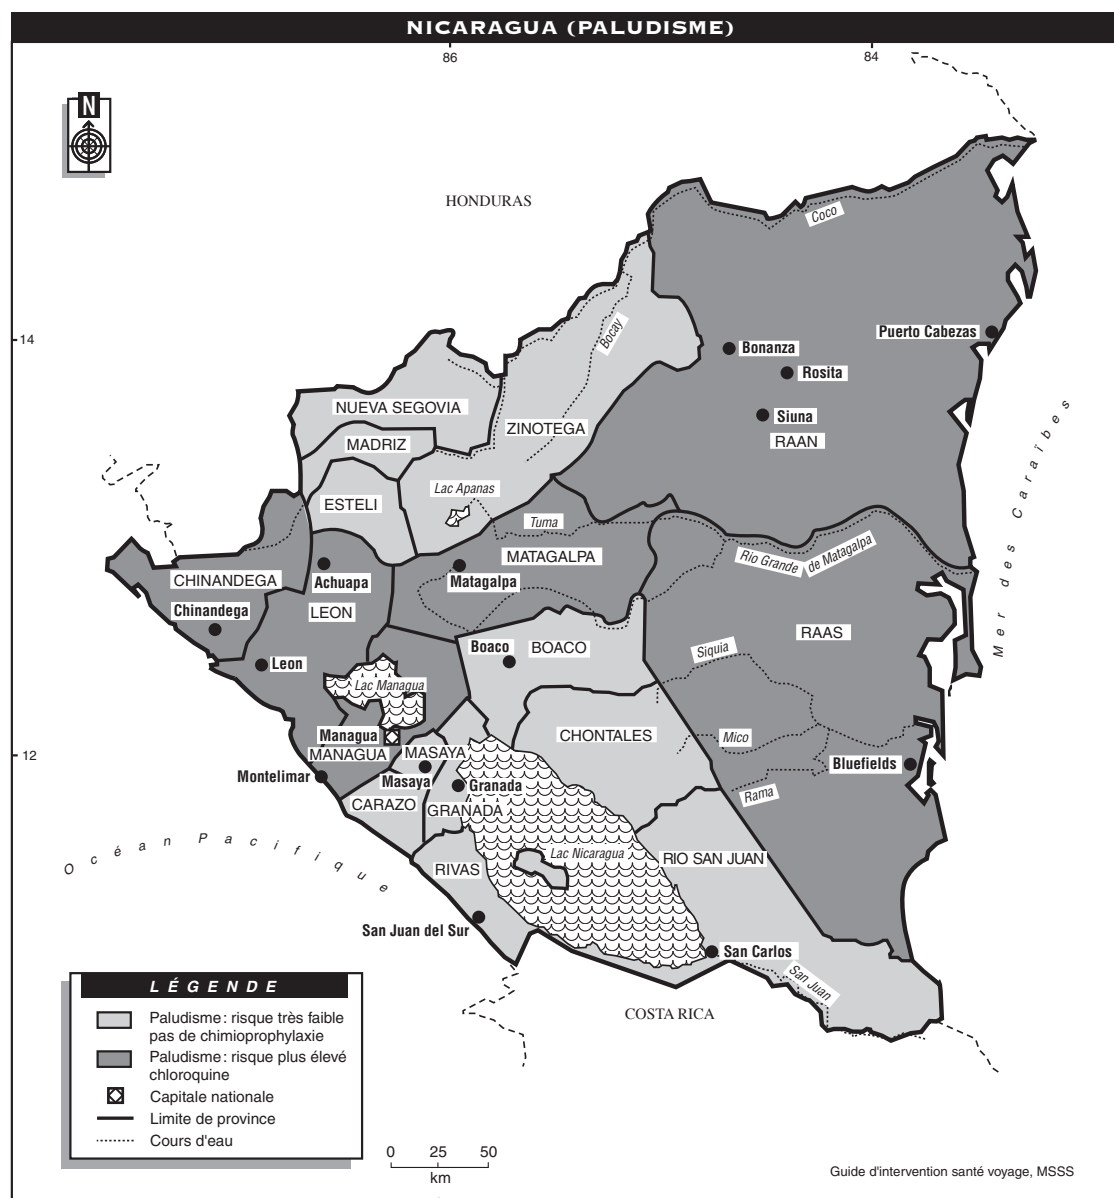 NICARAGUA (PALUDISME)
86
84
N
HONDURAS
Coco
14
Puerto Cabezas
Bonanza
Bocay
Rosita
NUEVA SEGOVIA
Siuna
ZINOTEGA
RAAN
MADRIZ
Mer des Caraïbes
Lac Apanas
ESTELI
Tuma
MATAGALPA
Rio Grande de Matagalpa
CHINANDEGA
Achuapa
Matagalpa
Chinandega
LEON
RAAS
Boaco
BOACO
Siquia
Leon
Lac Managua
Managua
CHONTALES
Mico
12
MANAGUA
MASAYA
Bluefields
Montelimar
Masaya
Granada
Rama
CARAZO
GRANADA
Océan Pacifique
Lac Nicaragua
RIO SAN JUAN
RIVAS
San Juan del Sur
San Carlos
San Juan
COSTA RICA
LÉGENDE
Paludisme : risque très faible
pas de chimioprophylaxie
Paludisme : risque plus élevé
chloroquine
Capitale nationale
Limite de province
Cours d'eau
0 25 50
km
Guide d'intervention santé voyage, MSSS